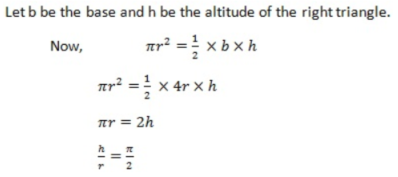 Let b be the base and h be the altitude of the right triangle.
Now, πr² = 1/2 × b × h
πr² = 1/2 × 4r × h
πr = 2h
h/r = π/2